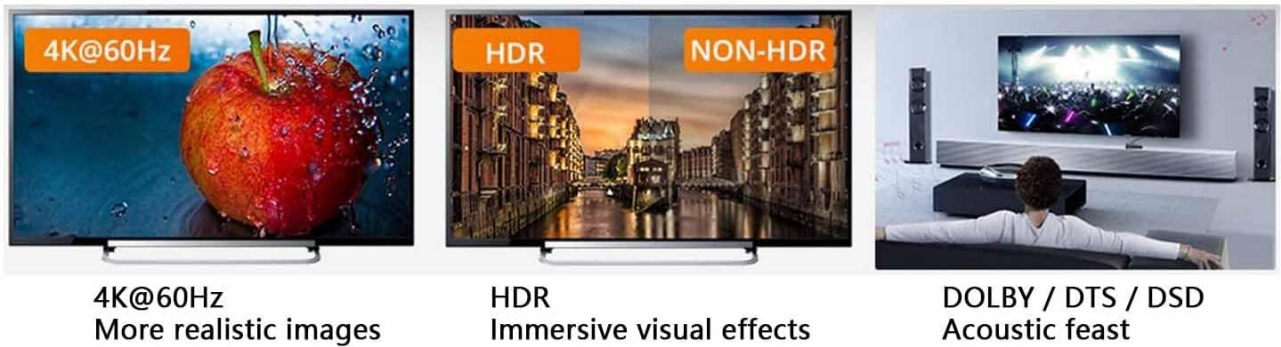 4K@60Hz
HDR
NON-HDR
4K@60Hz
More realistic images
HDR
Immersive visual effects
DOLBY / DTS / DSD
Acoustic feast